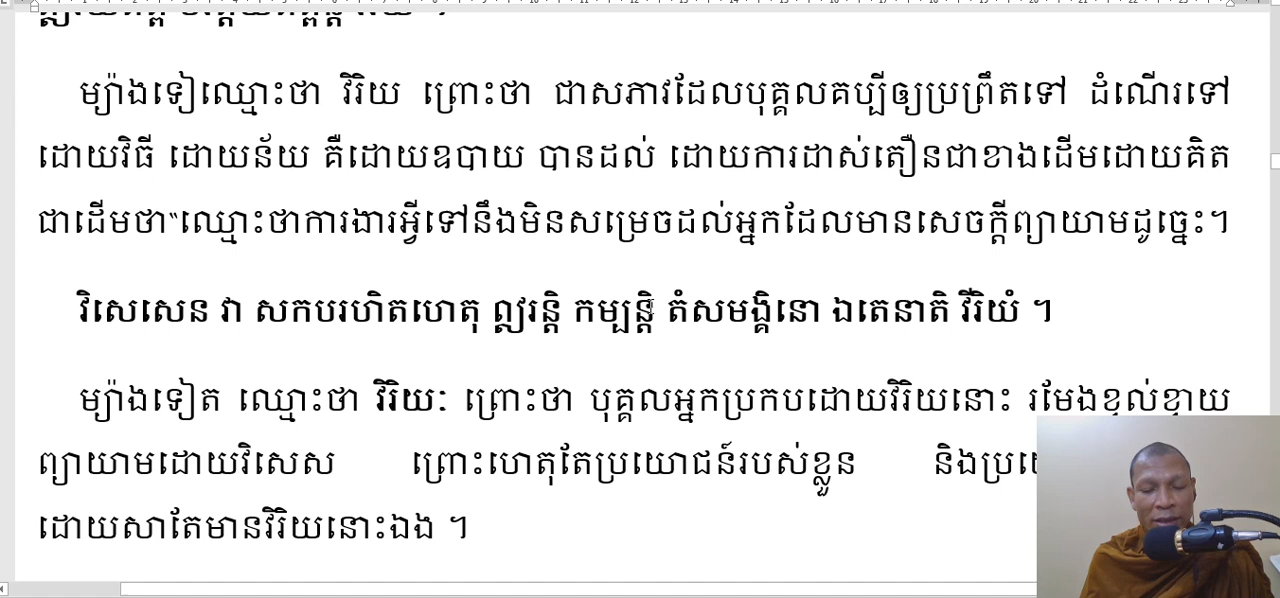 ម្យ៉ាងទៀឈ្មោះថា វិរិយ ព្រោះថា ជាសភាវដែលបុគ្គលគប្បីឲ្យប្រព្រឹតទៅ ដំណើរទៅ
ដោយវិធី ដោយន័យ គឺដោយឧបាយ បានដល់ ដោយការដាស់តឿនជាខាងដើមដោយគិត
ជាដើមថា“ឈ្មោះថាការងារអ្វីទៅនឹងមិនសម្រេចដល់អ្នកដែលមានសេចក្ដីព្យាយាមដូច្នេះ។
វិសេសេន វា សកបរហិតហេតុ ឦរន្តិ កម្បន្តិ តំសមង្គិនោ ឯតេនាតិ វីរិយំ ។
ម្យ៉ាងទៀត ឈ្មោះថា វិរិយៈ ព្រោះថា បុគ្គលអ្នកប្រកបដោយវិរិយនោះ រមែងខ្វល់ខ្វាយ
ព្យាយាមដោយវិសេស ព្រោះហេតុតែប្រយោជន៍របស់ខ្លួន និង
ដោយសាតែមានវិរិយនោះឯង ។